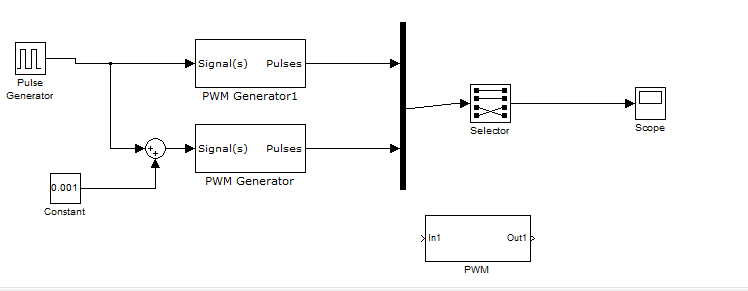 Signal(s) Pulses
Pulse
Generator
PWM Generator1
Selector
Scope
Signal(s) Pulses
PWM Generator
0.001
Constant
In1 Out1
PWM